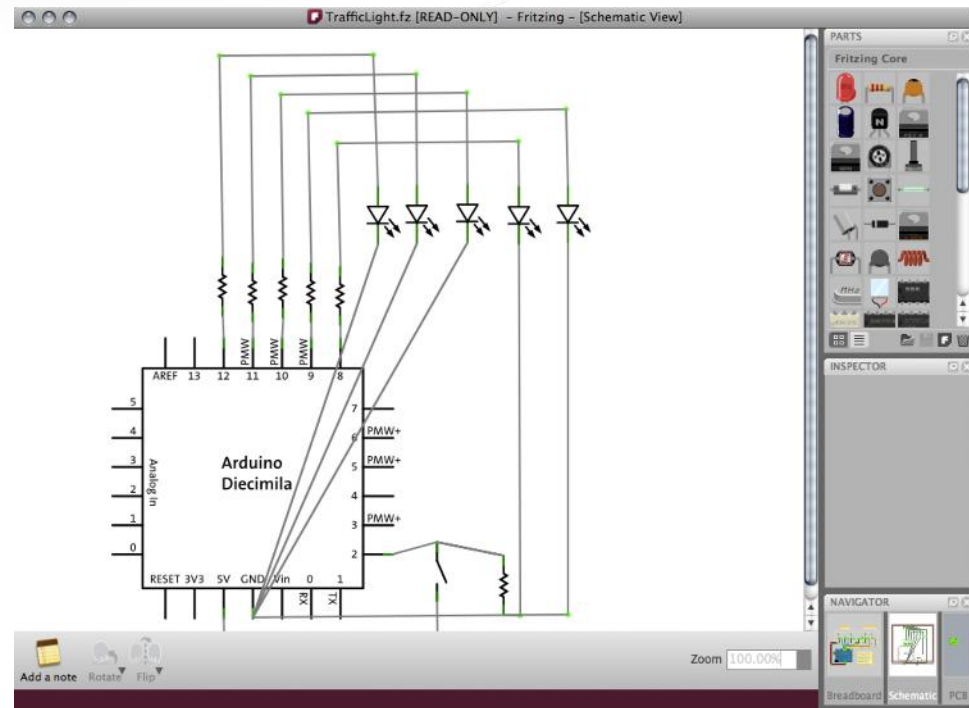 TrafficLight.fz [READ-ONLY] - Fritzing - [Schematic View]
PARTS
Fritzing Core
PMW
PMW
PMW
AREF 13 12 11 10 9 8
5
4
3
2
1
0
Analog In
Arduino
Diecimila
7
6 PMW+
5 PMW+
4
3 PMW+
2
RESET 3V3 5V GND Vin 0 1
RX
TX
MHz
INSPECTOR
NAVIGATOR
Breadboard
Schematic
PCB
Add a note
Rotate
Flip
Zoom 100.00%